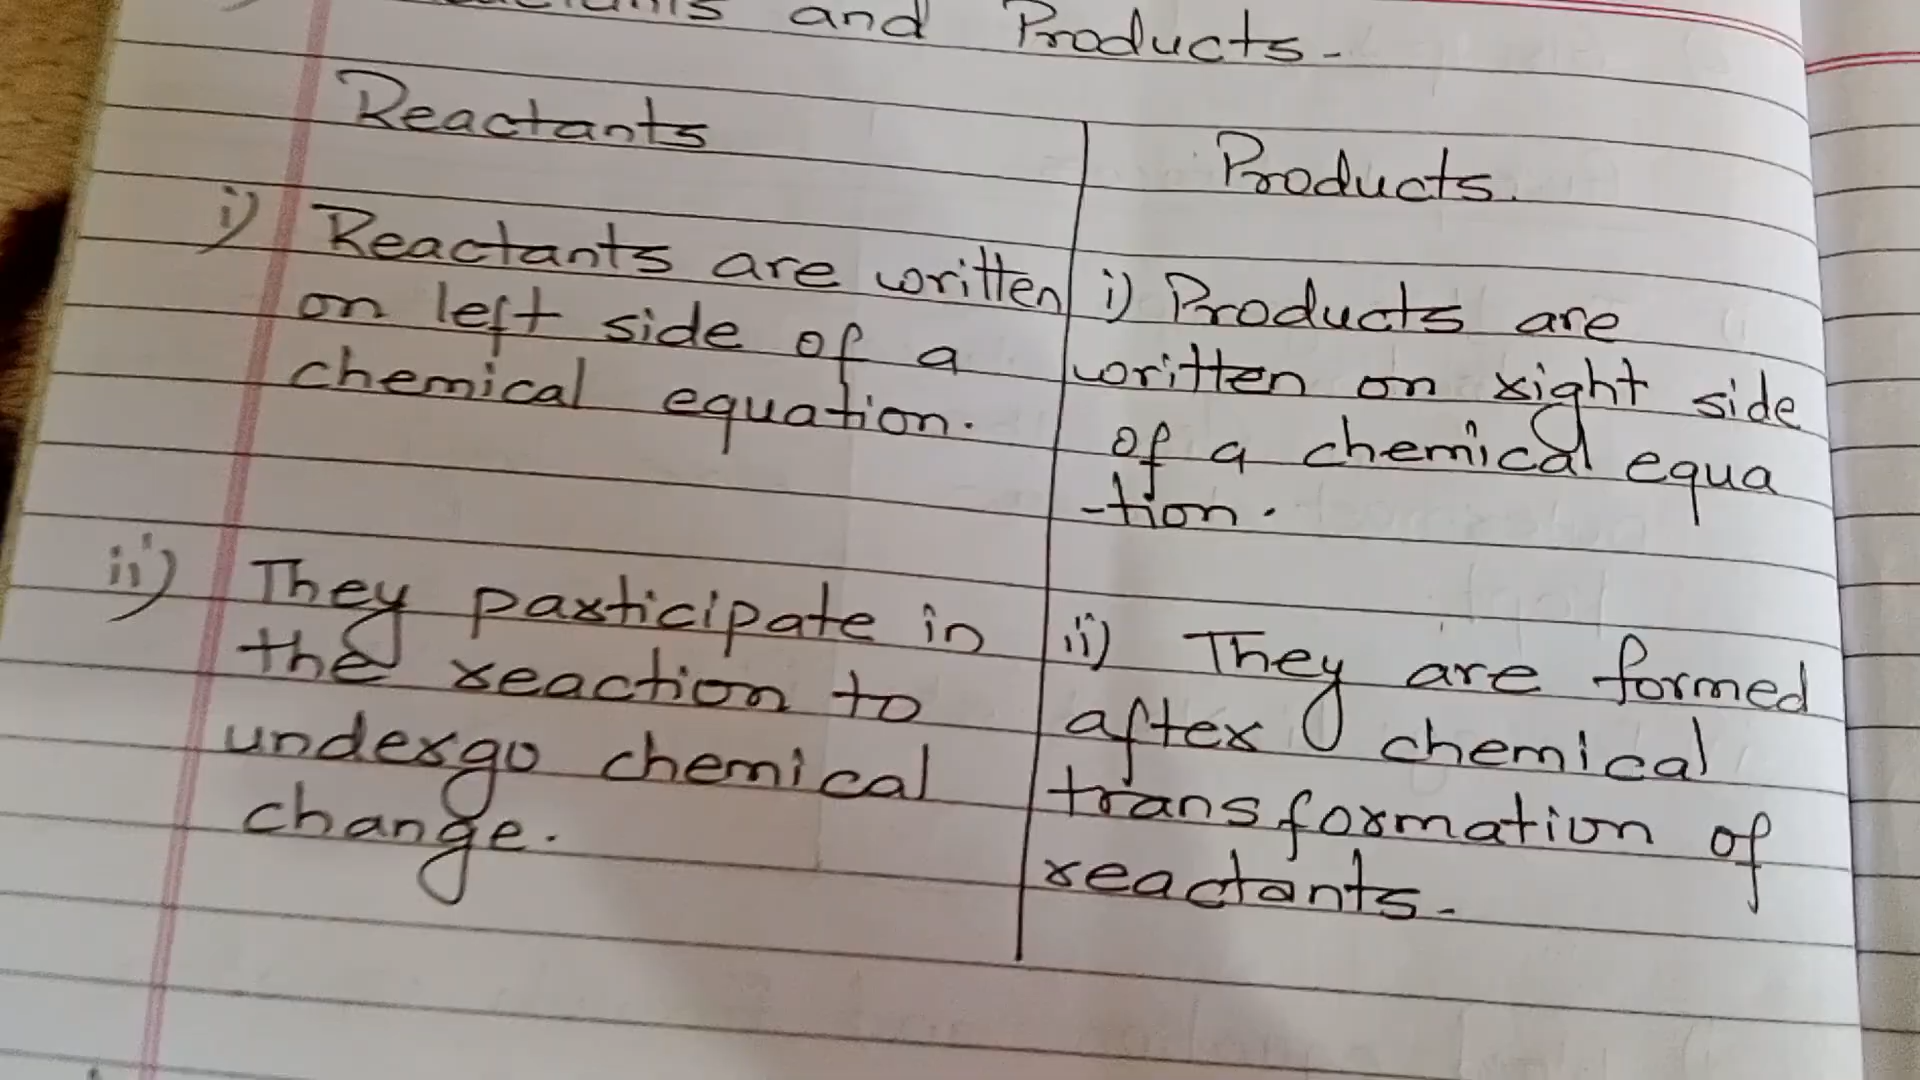 and Products.
Reactants
i) Reactants are written
on left side of a
chemical equation.
ii) They participate in
the reaction to
undergo chemical
change.
Products.
i) Products are
written on right side
of a chemical equa
-tion.
ii) They are formed
after chemical
transformation of
reactants.